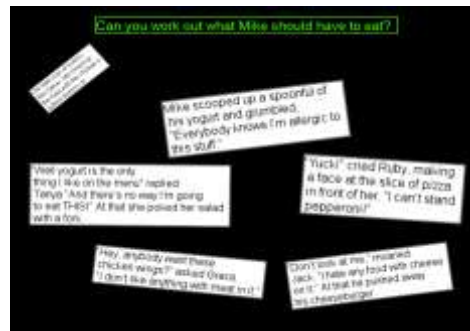 Can you work out what Mike should have to eat?
Mike scooped up a spoonful of
his yogurt and grumbled,
"Everybody knows I'm allergic to
this stuff."
yogurt is the only
thing I like on the menu" replied
Tanya "And there's no way I'm going
to eat THIS!" At that she poked her salad
with a fork.
"Yuck!" cried Ruby, making
a face at the slice of pizza
in front of her. "I can't stand
pepperoni!"
"Hey, anybody want these
chicken wings?" asked Grace
"I don't like anything with meat in it."
"Don't look at me," moaned
Jack. "I hate any food with cheese
on it." At that he pushed away
his cheeseburger